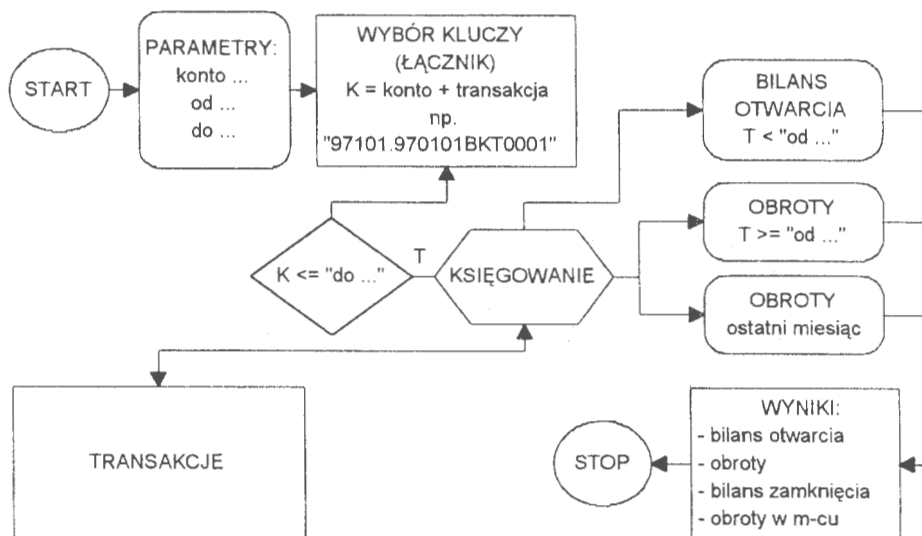 START
PARAMETRY:
konto ...
od ...
do ...
WYBÓR KLUCZY
(ŁĄCZNIK)
K = konto + transakcja
np.
"97101.970101BKT0001"
BILANS
OTWARCIA
T < "od ..."
OBROTY
T >= "od ..."
K <= "do ..."
T
KSIĘGOWANIE
OBROTY
ostatni miesiąc
TRANSAKCJE
STOP
WYNIKI:
- bilans otwarcia
- obroty
- bilans zamknięcia
- obroty w m-cu